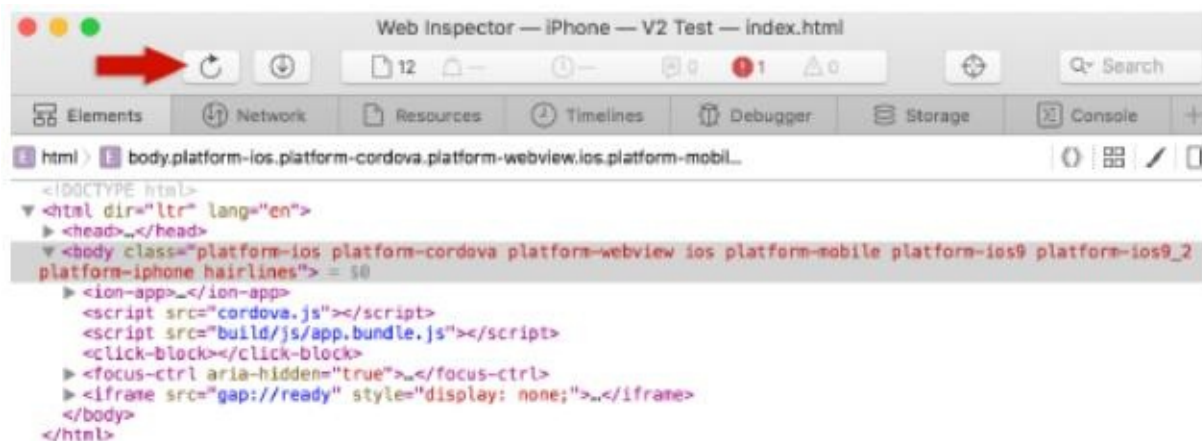 Web Inspector — iPhone — V2 Test — index.html
12 — — 0 1 0 Search
Elements Network Resources Timelines Debugger Storage Console +
E html E body.platform-ios.platform-cordova.platform-webview.ios.platform-mobil…
<!DOCTYPE html>
▼ <html dir="ltr" lang="en">
▶ <head>…</head>
▼ <body class="platform-ios platform-cordova platform-webview ios platform-mobile platform-ios9 platform-ios9_2
platform-iphone hairlines"> = $0
▶ <ion-app>…</ion-app>
<script src="cordova.js"></script>
<script src="build/js/app.bundle.js"></script>
<click-block></click-block>
▶ <focus-ctrl aria-hidden="true">…</focus-ctrl>
▶ <iframe src="gap://ready" style="display: none;">…</iframe>
</body>
</html>